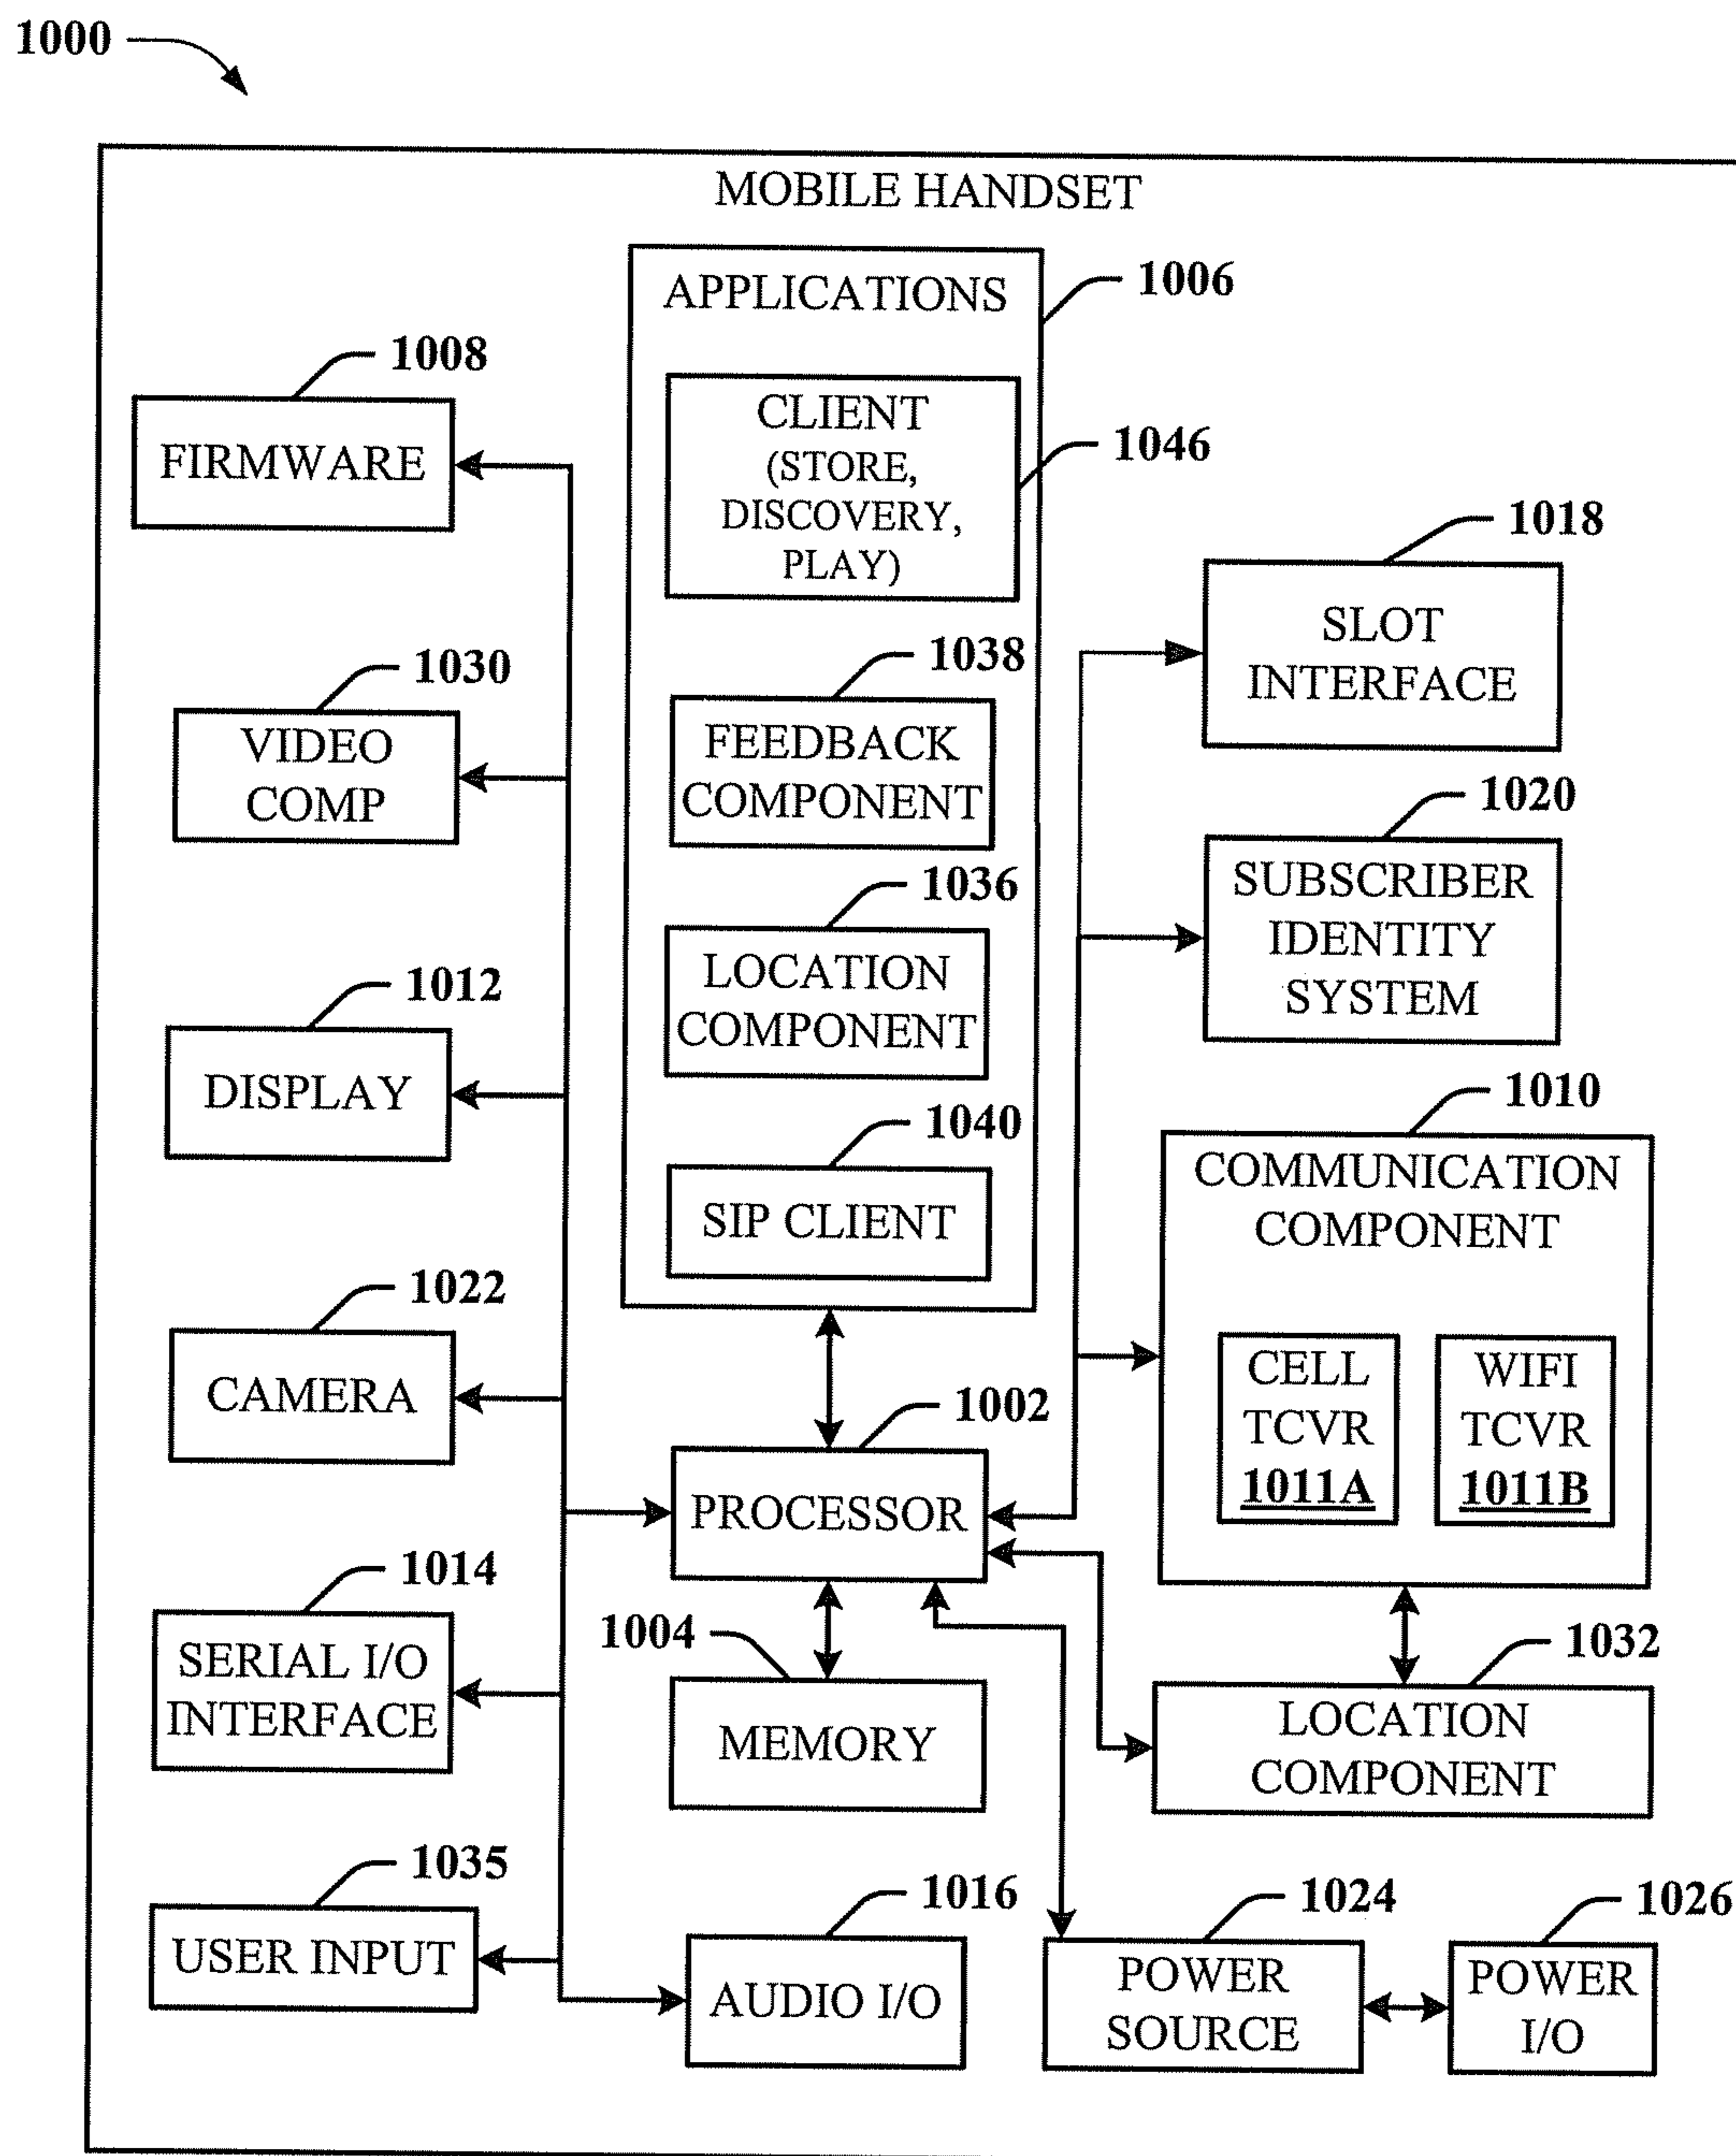 1000
MOBILE HANDSET
APPLICATIONS
1006
CLIENT
(STORE,
DISCOVERY,
PLAY)
1046
1038
FEEDBACK
COMPONENT
1036
LOCATION
COMPONENT
1040
SIP CLIENT
1008
FIRMWARE
1030
VIDEO
COMP
1012
DISPLAY
1022
CAMERA
1014
SERIAL I/O
INTERFACE
1035
USER INPUT
1002
PROCESSOR
1004
MEMORY
1016
AUDIO I/O
1018
SLOT
INTERFACE
1020
SUBSCRIBER
IDENTITY
SYSTEM
1010
COMMUNICATION
COMPONENT
CELL
TCVR
1011A
WIFI
TCVR
1011B
1032
LOCATION
COMPONENT
1024
POWER
SOURCE
1026
POWER
I/O